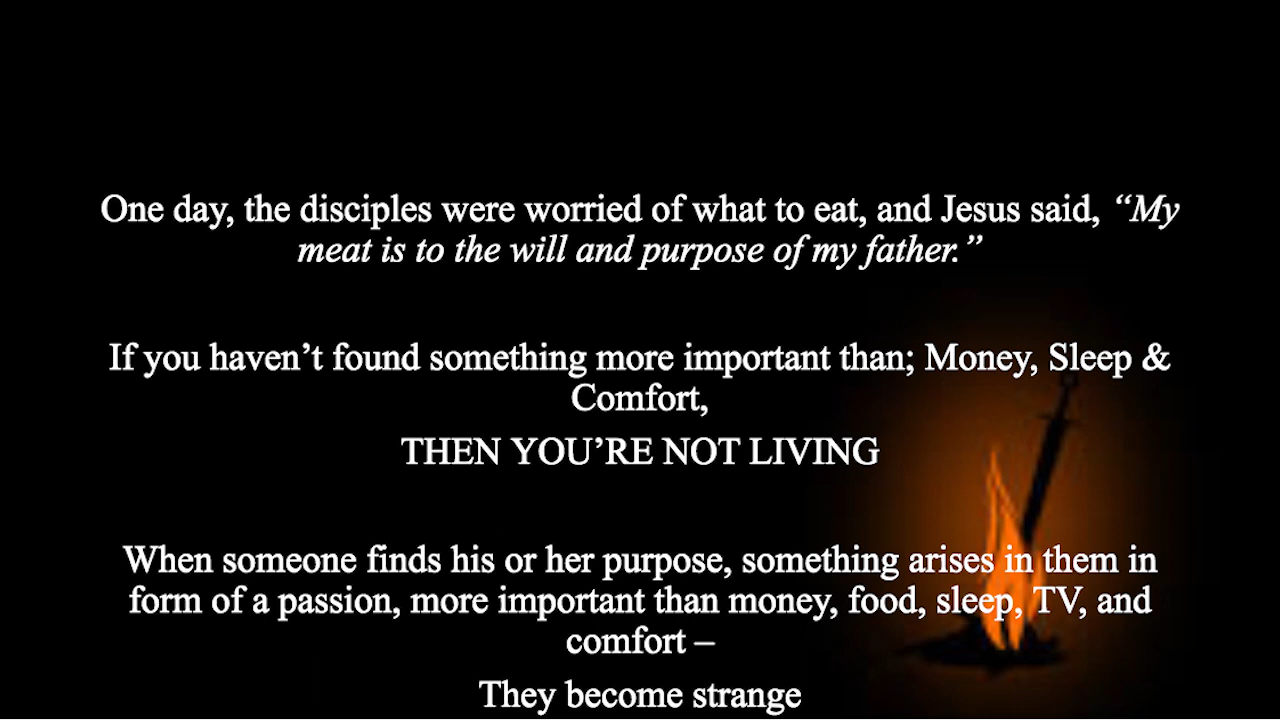 One day, the disciples were worried of what to eat, and Jesus said, “My
meat is to the will and purpose of my father.”
If you haven’t found something more important than; Money, Sleep &
Comfort,
THEN YOU’RE NOT LIVING
When someone finds his or her purpose, something arises in them in
form of a passion, more important than money, food, sleep, TV, and
comfort –
They become strange